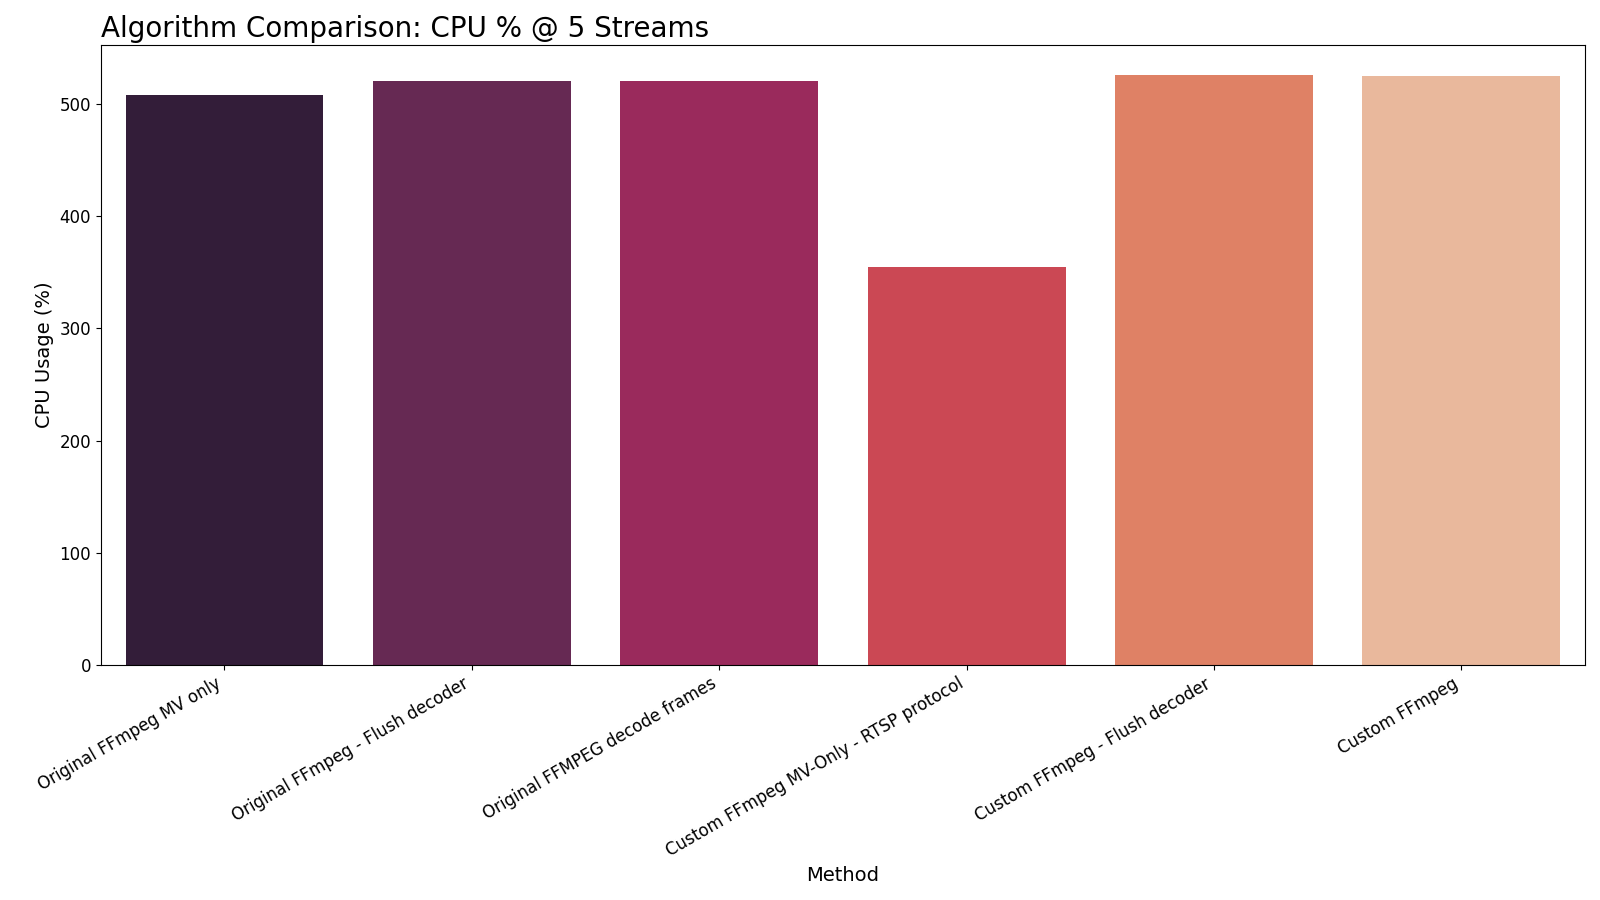 Algorithm Comparison: CPU % @ 5 Streams
CPU Usage (%)
500
400
300
200
100
0
Original FFmpeg MV only
Original FFmpeg - Flush decoder
Original FFMPEG decode frames
Custom FFmpeg MV-Only - RTSP protocol
Custom FFmpeg - Flush decoder
Custom FFmpeg
Method